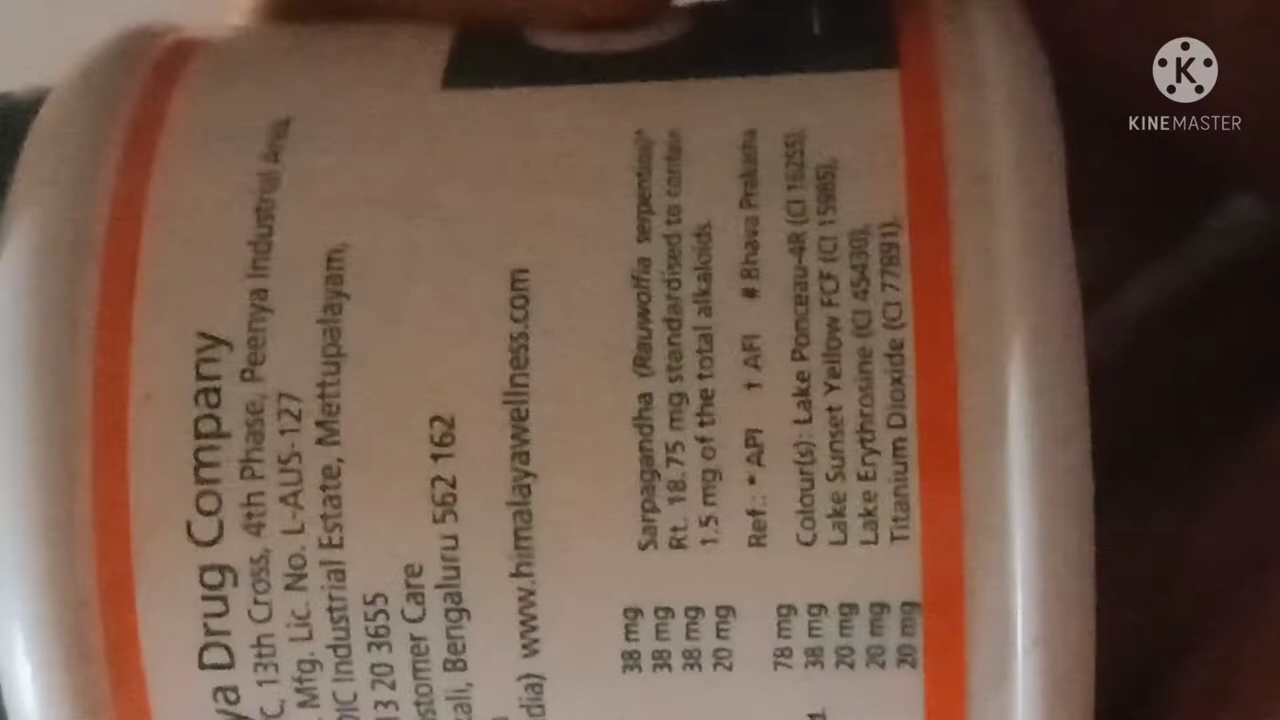 ya Drug Company
C, 13th Cross, 4th Phase, Peenya Industrial Area,
Mfg. Lic. No. L-AUS-127
DIC Industrial Estate, Mettupalayam,
13 20 3655
stomer Care
kali, Bengaluru 562 162
dia) www.himalayawellness.com
38 mg
38 mg
38 mg
20 mg
78 mg
38 mg
20 mg
20 mg
20 mg
Sarpagandha (Rauwolfia serpentina)*
Rt. 18.75 mg standardised to contain
1.5 mg of the total alkaloids.
Ref.: * API † AFI # Bhava Prakasha
Colour(s): Lake Ponceau-4R (CI 16255),
Lake Sunset Yellow FCF (CI 15985),
Lake Erythrosine (CI 45430),
Titanium Dioxide (CI 77891).
K
KINEMASTER